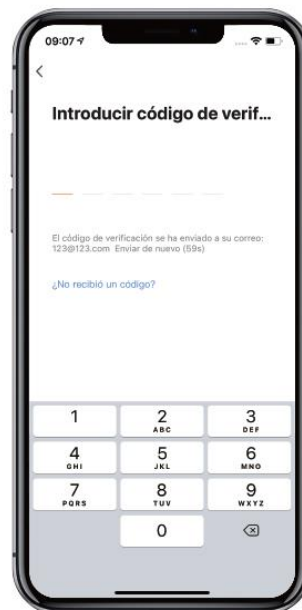 09:07
Introducir código de verif...
El código de verificación se ha enviado a su correo:
123@123.com Enviar de nuevo (59s)
¿No recibió un código?
1 2 3
ABC DEF
4 5 6
GHI JKL MNO
7 8 9
PQRS TUV WXYZ
0